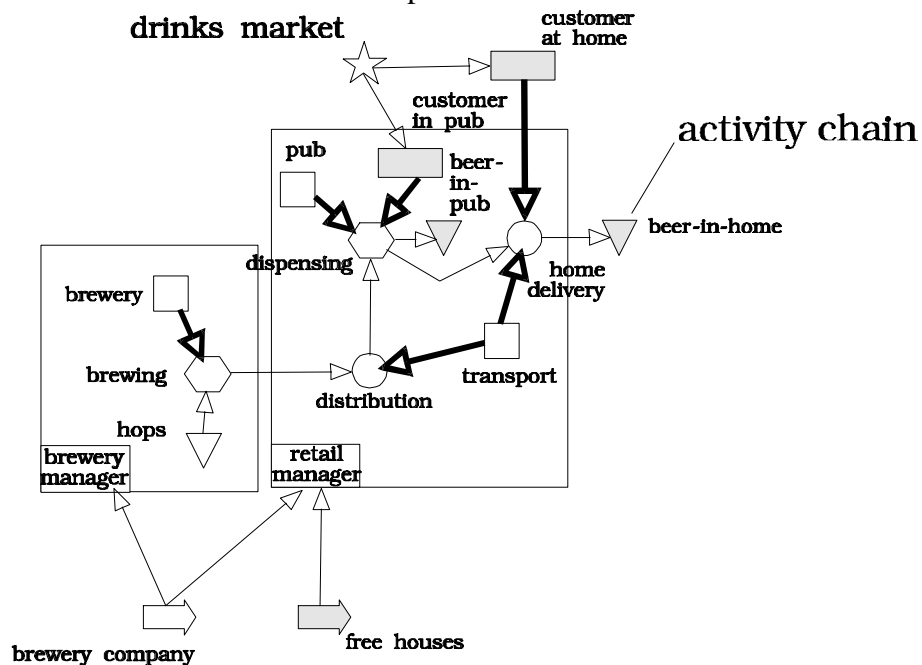 drinks market
customer
at home
customer
in pub
activity chain
pub
beer-
in-
pub
beer-in-home
dispensing
home
delivery
brewery
brewing
transport
distribution
hops
brewery
manager
retail
manager
free houses
brewery company